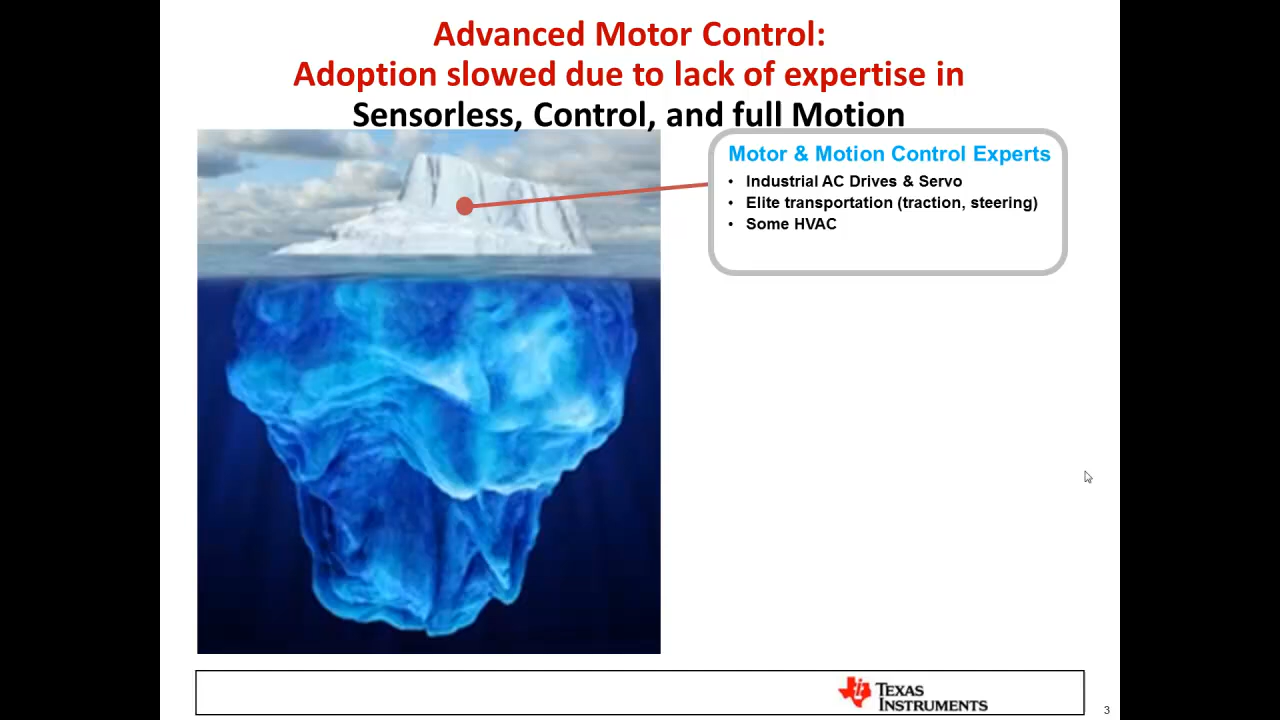 Advanced Motor Control:
Adoption slowed due to lack of expertise in
Sensorless, Control, and full Motion
Motor & Motion Control Experts
• Industrial AC Drives & Servo
• Elite transportation (traction, steering)
• Some HVAC
TEXAS
INSTRUMENTS
3